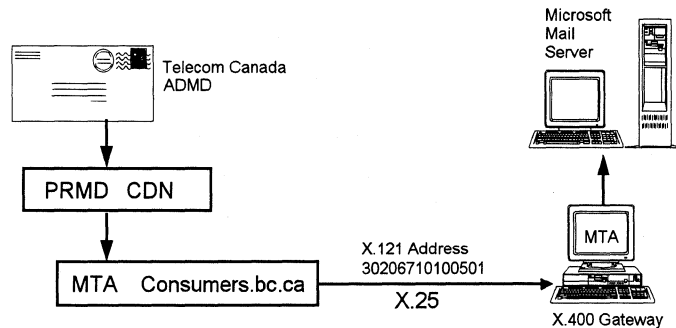 Microsoft
Mail
Server
Telecom Canada
ADMD
PRMD CDN
MTA Consumers.bc.ca
X.121 Address
30206710100501
X.25
MTA
X.400 Gateway